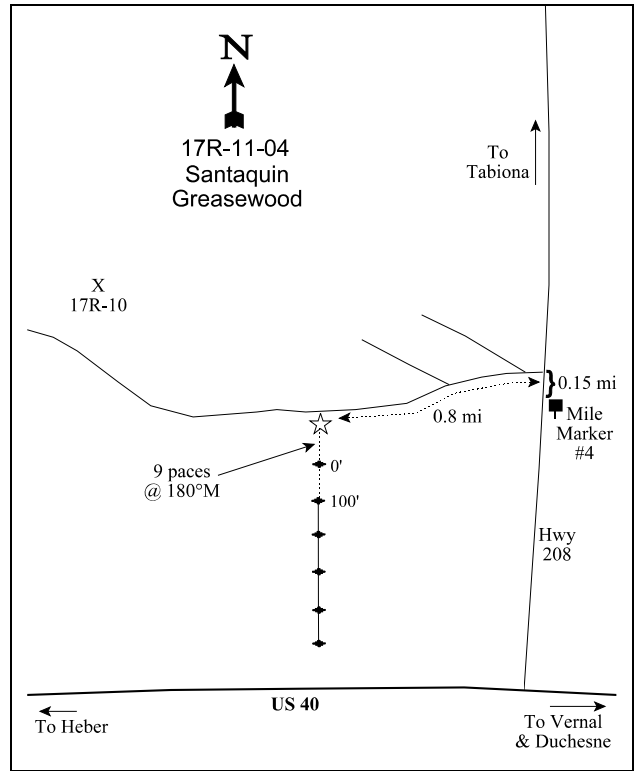 N
17R-11-04
Santaquin
Greasewood
To
Tabiona
X
17R-10
0.15 mi
Mile
Marker
#4
0.8 mi
9 paces
@ 180°M
0'
100'
Hwy
208
US 40
To Heber
To Vernal
& Duchesne